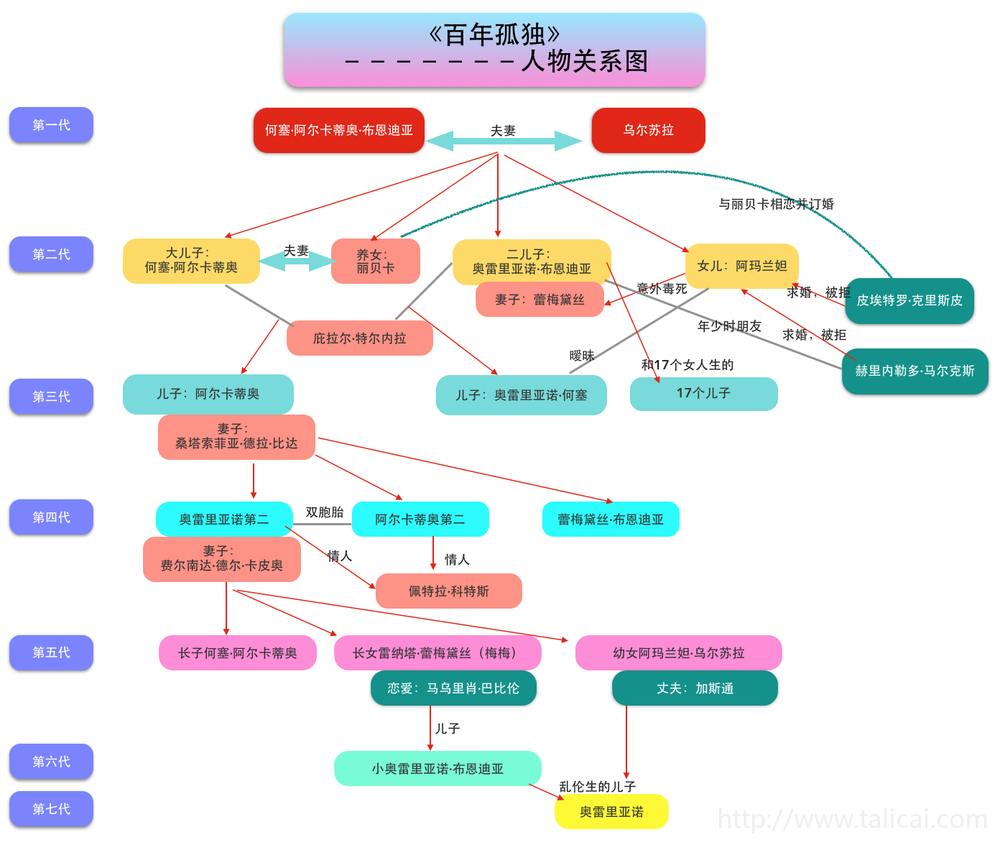 《百年孤独》
－－－－－－－人物关系图
第一代
何塞·阿尔卡蒂奥·布恩迪亚
夫妻
乌尔苏拉
与丽贝卡相恋并订婚
第二代
大儿子：
何塞·阿尔卡蒂奥
夫妻
养女：
丽贝卡
二儿子：
奥雷里亚诺·布恩迪亚
妻子：蕾梅黛丝
女儿：阿玛兰妲
意外毒死
求婚，被拒
皮埃特罗·克里斯皮
庇拉尔·特尔内拉
年少时朋友
求婚，被拒
暧昧
和17个女人生的
赫里内勒多·马尔克斯
第三代
儿子：阿尔卡蒂奥
儿子：奥雷里亚诺·何塞
17个儿子
妻子：
桑塔索菲亚·德拉·比达
第四代
奥雷里亚诺第二
双胞胎
阿尔卡蒂奥第二
蕾梅黛丝·布恩迪亚
妻子：
费尔南达·德尔·卡皮奥
情人
情人
佩特拉·科特斯
第五代
长子何塞·阿尔卡蒂奥
长女雷纳塔·蕾梅黛丝（梅梅）
幼女阿玛兰妲·乌尔苏拉
恋爱：马乌里肖·巴比伦
丈夫：加斯通
儿子
第六代
小奥雷里亚诺·布恩迪亚
乱伦生的儿子
第七代
奥雷里亚诺
http://www.talicai.com